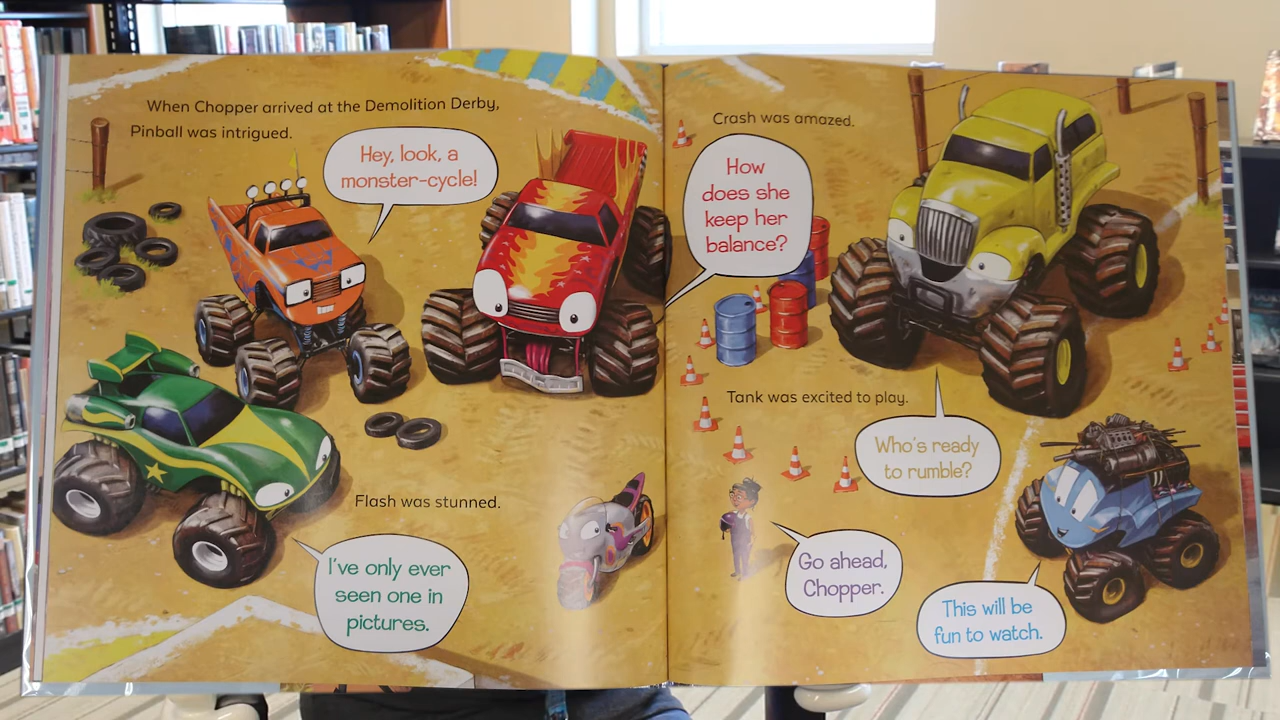 When Chopper arrived at the Demolition Derby,
Pinball was intrigued.
Hey, look, a
monster-cycle!
Flash was stunned.
I've only ever
seen one in
pictures.
Crash was amazed.
How
does she
keep her
balance?
Tank was excited to play.
Who's ready
to rumble?
Go ahead,
Chopper.
This will be
fun to watch.